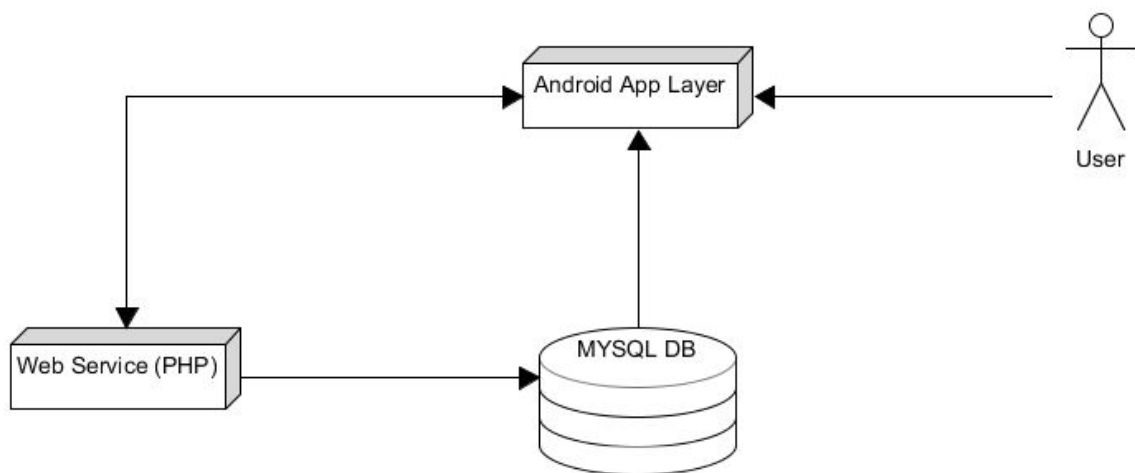 Android App Layer
User
Web Service (PHP)
MYSQL DB